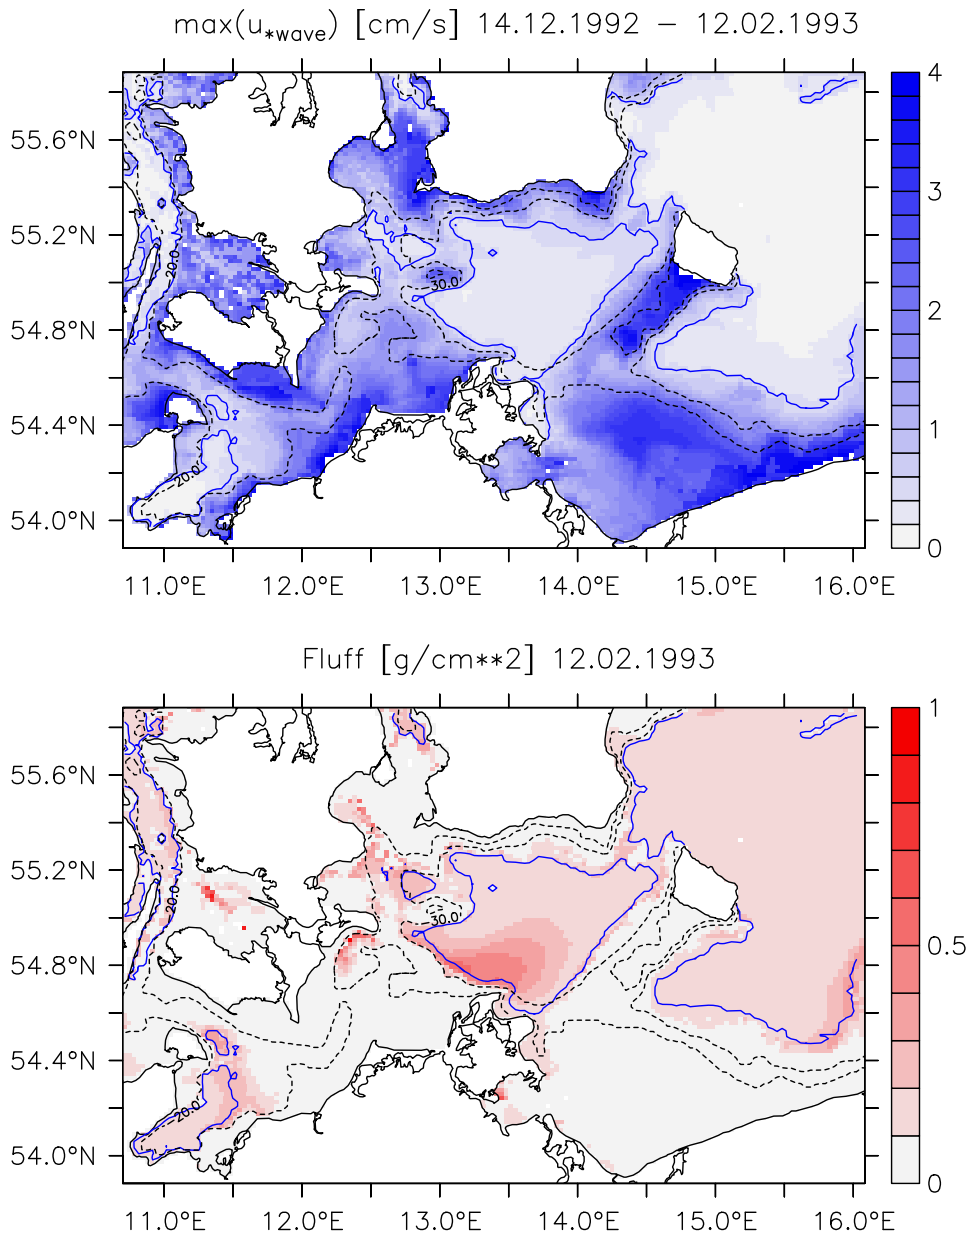 max(u*wave) [cm/s] 14.12.1992 − 12.02.1993
55.6°N
55.2°N
54.8°N
54.4°N
54.0°N
20.0
30.0
20.0
11.0°E 12.0°E 13.0°E 14.0°E 15.0°E 16.0°E
4
3
2
1
0
Fluff [g/cm**2] 12.02.1993
55.6°N
55.2°N
54.8°N
54.4°N
54.0°N
20.0
30.0
20.0
11.0°E 12.0°E 13.0°E 14.0°E 15.0°E 16.0°E
1
0.5
0